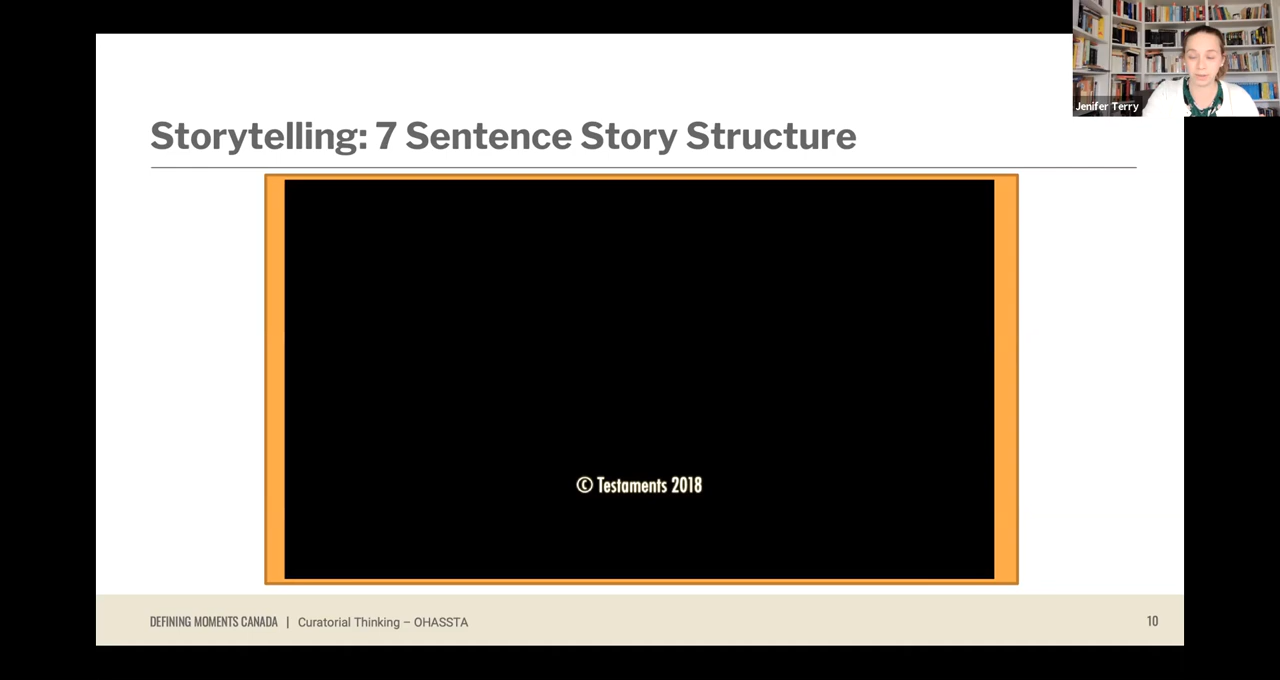 Jenifer Terry
Storytelling: 7 Sentence Story Structure
© Testaments 2018
DEFINING MOMENTS CANADA | Curatorial Thinking – OHASSTA
10